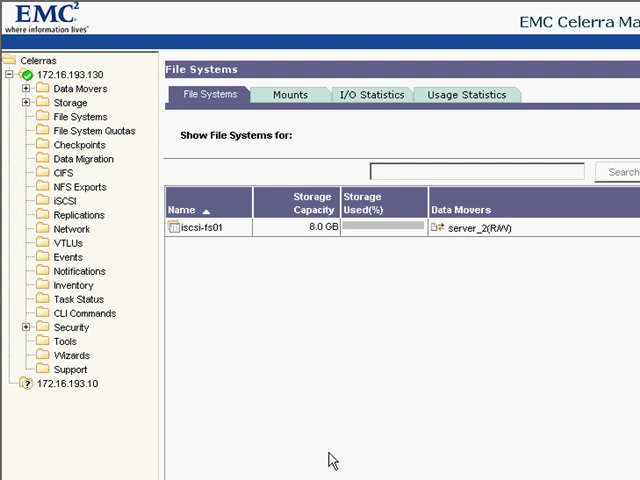 EMC²
where information lives®
EMC Celerra Ma
Celerras
172.16.193.130
Data Movers
Storage
File Systems
File System Quotas
Checkpoints
Data Migration
CIFS
NFS Exports
iSCSI
Replications
Network
VTLUs
Events
Notifications
Inventory
Task Status
CLI Commands
Security
Tools
Wizards
Support
172.16.193.10
File Systems
File Systems Mounts I/O Statistics Usage Statistics
Show File Systems for:
Search
Name Storage Capacity Storage Used(%) Data Movers
iscsi-fs01 8.0 GB server_2(R/W)